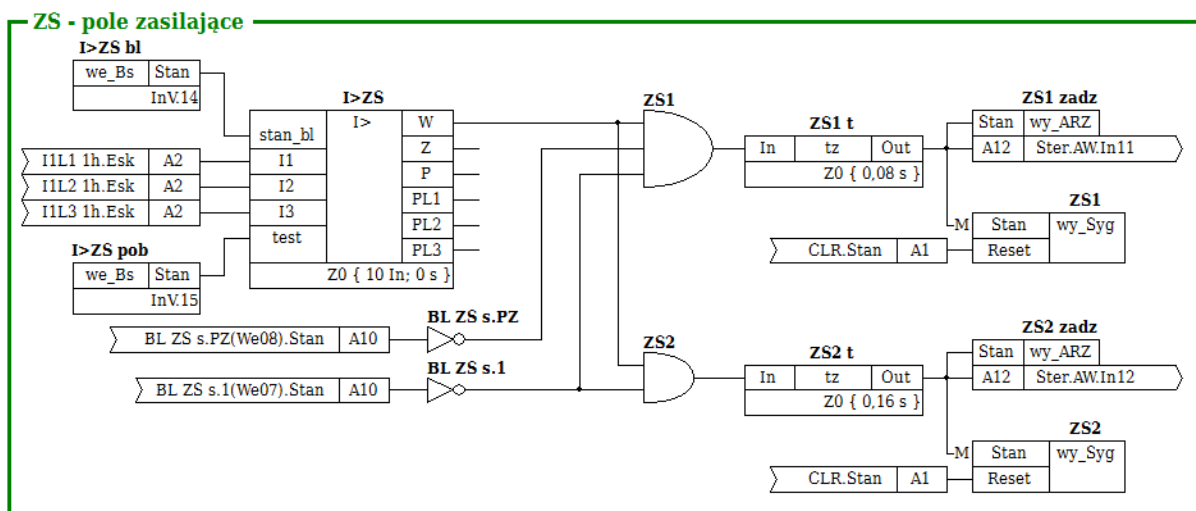 ZS - pole zasilające
I>ZS bl
we_Bs Stan
InV.14
I>ZS
stan_bl I> W
I1L1 1h.Esk A2 I1 Z
I1L2 1h.Esk A2 I2 P
I1L3 1h.Esk A2 I3 PL1
test PL2
PL3
Z0 { 10 In; 0 s }
I>ZS pob
we_Bs Stan
InV.15
BL ZS s.PZ
BL ZS s.PZ(We08).Stan A10
BL ZS s.1
BL ZS s.1(We07).Stan A10
ZS1
ZS1 t
In tz Out
Z0 { 0,08 s }
ZS1 zadz
Stan wy_ARZ
A12 Ster.AW.In11
ZS1
M Stan wy_Syg
CLR.Stan A1 Reset
ZS2
ZS2 t
In tz Out
Z0 { 0,16 s }
ZS2 zadz
Stan wy_ARZ
A12 Ster.AW.In12
ZS2
M Stan wy_Syg
CLR.Stan A1 Reset